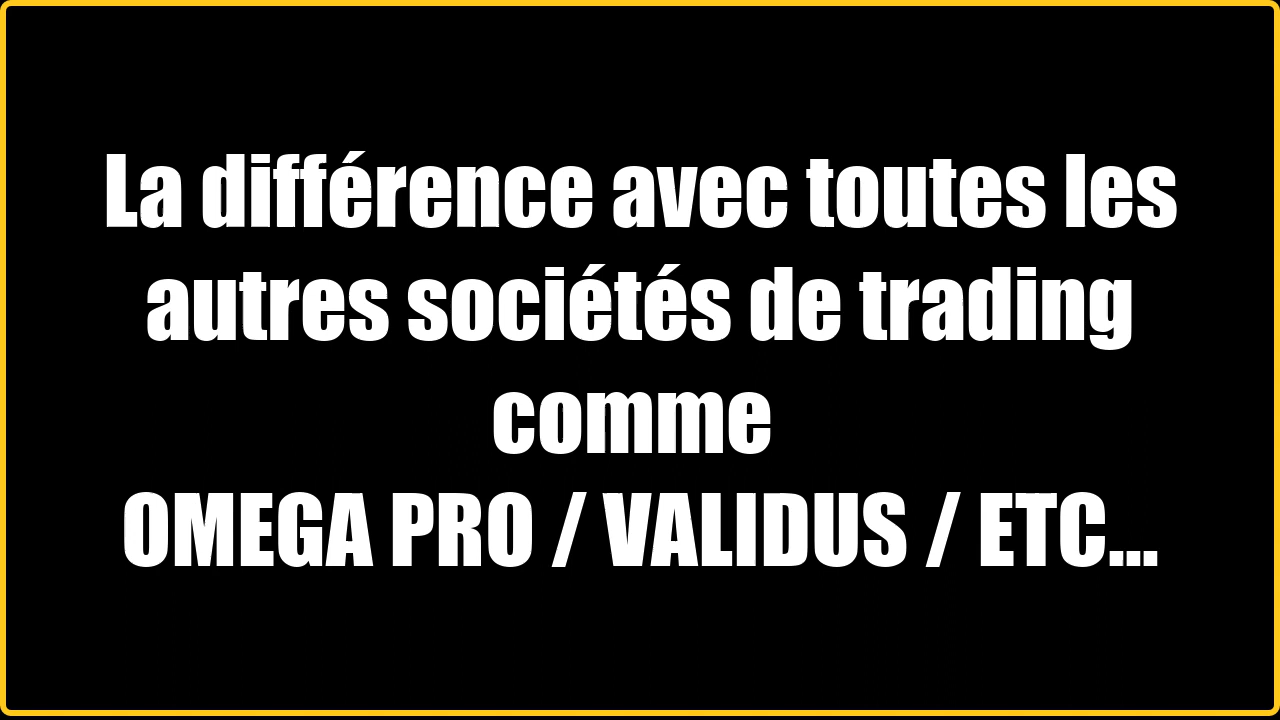 La différence avec toutes les
autres sociétés de trading
comme
OMEGA PRO / VALIDUS / ETC...